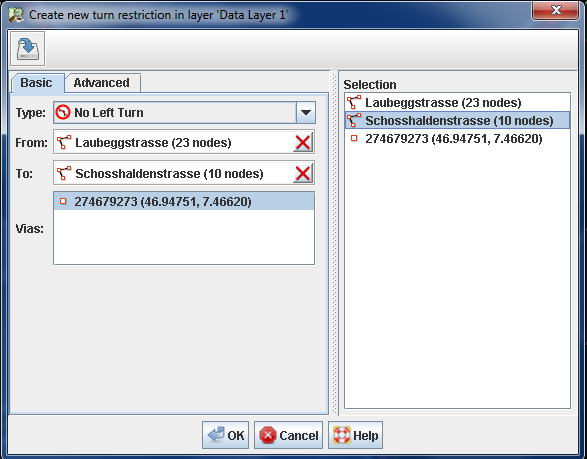 Create new turn restriction in layer 'Data Layer 1'
Basic
Advanced
Type:
No Left Turn
From:
Laubeggstrasse (23 nodes)
To:
Schosshaldenstrasse (10 nodes)
Vias:
274679273 (46.94751, 7.46620)
Selection
Laubeggstrasse (23 nodes)
Schosshaldenstrasse (10 nodes)
274679273 (46.94751, 7.46620)
OK
Cancel
Help